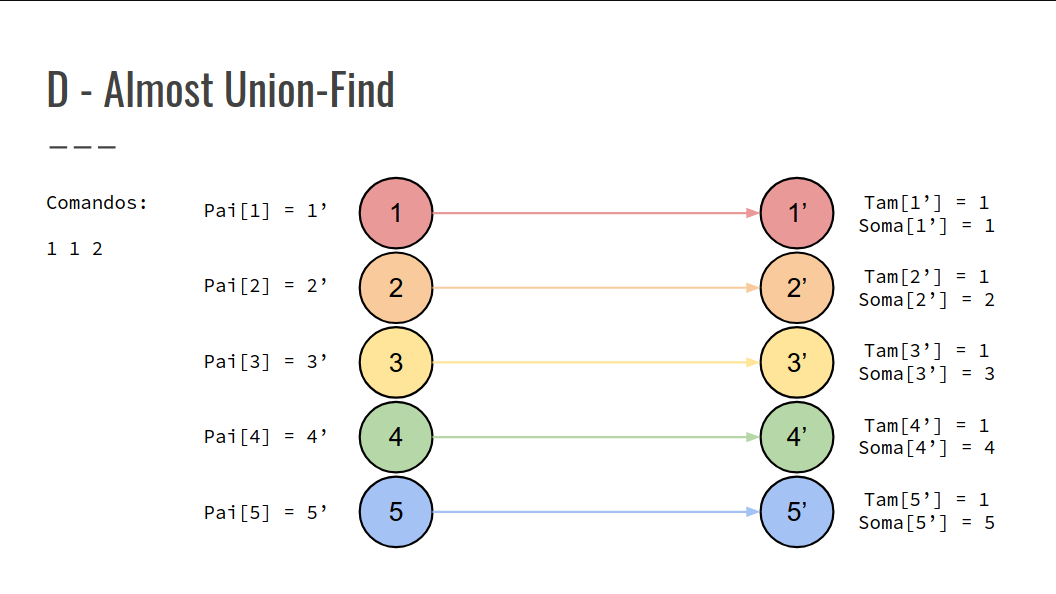 D - Almost Union-Find
Comandos:
1 1 2
Pai[1] = 1’
1
1’
Tam[1’] = 1
Soma[1’] = 1
Pai[2] = 2’
2
2’
Tam[2’] = 1
Soma[2’] = 2
Pai[3] = 3’
3
3’
Tam[3’] = 1
Soma[3’] = 3
Pai[4] = 4’
4
4’
Tam[4’] = 1
Soma[4’] = 4
Pai[5] = 5’
5
5’
Tam[5’] = 1
Soma[5’] = 5